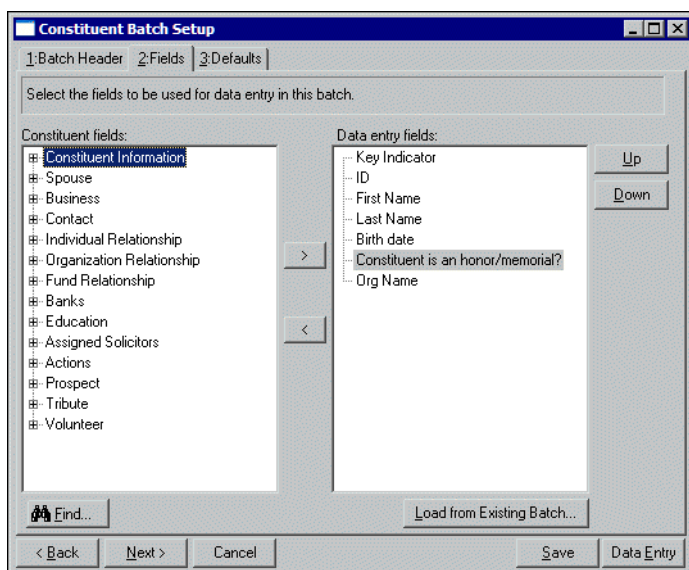 Constituent Batch Setup
1:Batch Header 2:Fields 3:Defaults
Select the fields to be used for data entry in this batch.
Constituent fields:
Constituent Information
Spouse
Business
Contact
Individual Relationship
Organization Relationship
Fund Relationship
Banks
Education
Assigned Solicitors
Actions
Prospect
Tribute
Volunteer
Find...
>
<
Data entry fields:
Key Indicator
ID
First Name
Last Name
Birth date
Constituent is an honor/memorial?
Org Name
Load from Existing Batch...
Up
Down
< Back Next > Cancel Save Data Entry